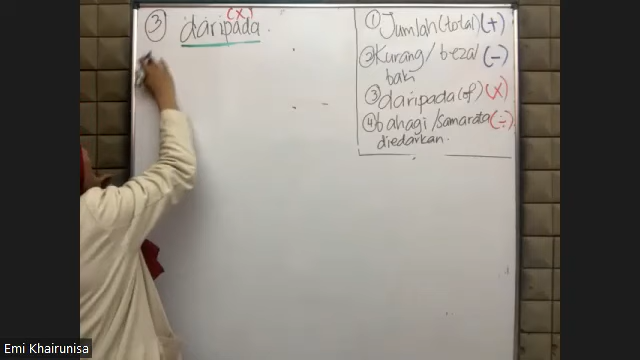 ③ daripada (x)
① Jumlah (total) (+)
② Kurang / beza / (-)
baki
③ daripada (of) (x)
④ bahagi / samarata (÷)
diedarkan.
Emi Khairunisa